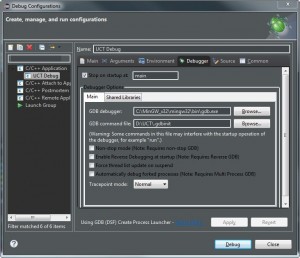 Debug Configurations
Create, manage, and run configurations
Name: UCT Debug
C/C++ Application
UCT Debug
C/C++ Attach to Ap
C/C++ Postmortem
C/C++ Remote Appl
Launch Group
Filter matched 6 of 6 items
Main
Arguments
Environment
Debugger
Source
Common
Stop on startup at: main
Debugger Options
Main
Shared Libraries
GDB debugger: C:\MinGW_x32\mingw32\bin\gdb.exe
Browse...
GDB command file: D:\UCT\.gdbinit
Browse...
(Warning: Some commands in this file may interfere with the startup operation of the debugger, for example "run".)
Non-stop mode (Note: Requires non-stop GDB)
Enable Reverse Debugging at startup (Note: Requires Reverse GDB)
Force thread list update on suspend
Automatically debug forked processes (Note: Requires Multi Process GDB)
Tracepoint mode: Normal
Using GDB (DSF) Create Process Launcher -
Apply
Revert
Debug
Close